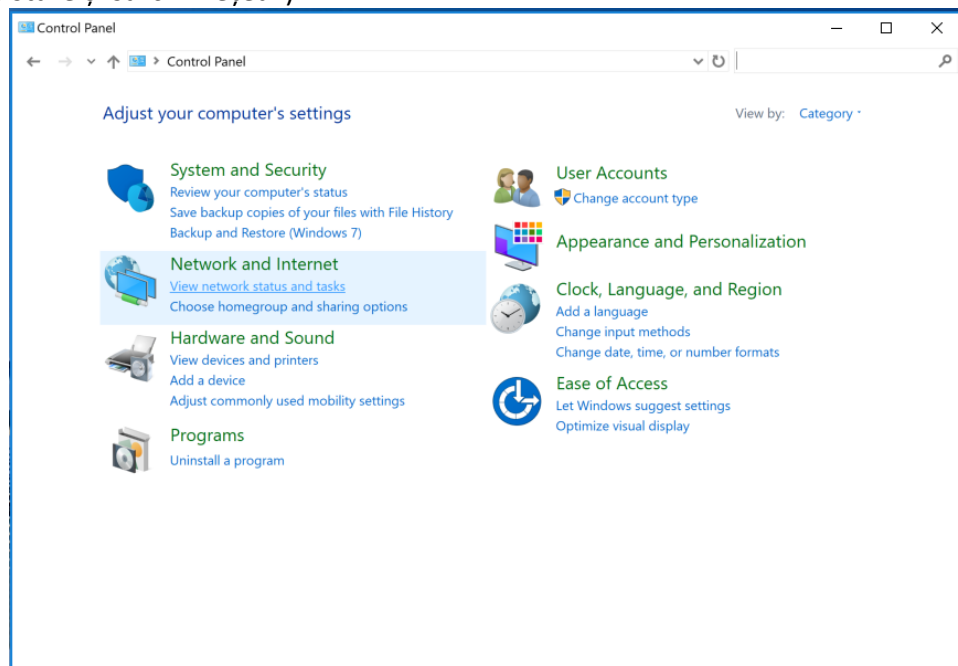 Control Panel
Control Panel
Adjust your computer's settings
View by: Category
System and Security
Review your computer's status
Save backup copies of your files with File History
Backup and Restore (Windows 7)
Network and Internet
View network status and tasks
Choose homegroup and sharing options
Hardware and Sound
View devices and printers
Add a device
Adjust commonly used mobility settings
Programs
Uninstall a program
User Accounts
Change account type
Appearance and Personalization
Clock, Language, and Region
Add a language
Change input methods
Change date, time, or number formats
Ease of Access
Let Windows suggest settings
Optimize visual display